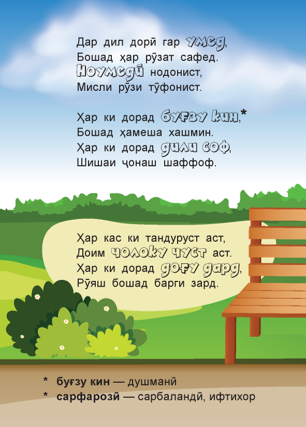 Дар дил дорӣ гар умед,
Бошад ҳар рӯзат сафед.
Ноумедӣ нодонист,
Мисли рӯзи тӯфонист.
Ҳар ки дорад буғзу кин,*
Бошад ҳамеша хашмин.
Ҳар ки дорад дили соф,
Шишаи ҷонаш шаффоф.
Ҳар кас ки тандуруст аст,
Доим чолоку чуст аст.
Ҳар ки дорад доғу дард,
Рӯяш бошад барги зард.
* буғзу кин — душманӣ
* сарфарозӣ — сарбаландӣ, ифтихор